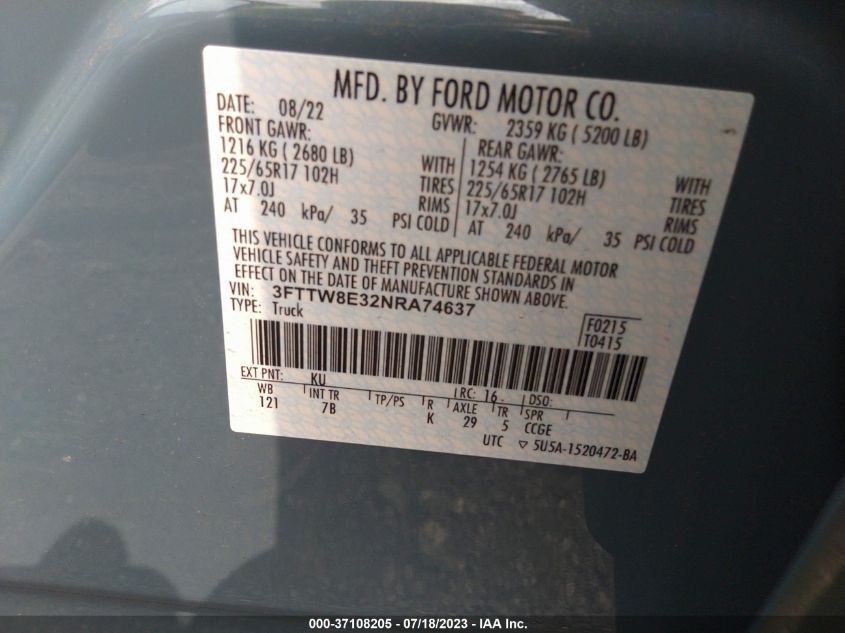 MFD. BY FORD MOTOR CO.
DATE: 08/22 GVWR: 2359 KG ( 5200 LB)
FRONT GAWR: REAR GAWR:
1216 KG ( 2680 LB) WITH 1254 KG ( 2765 LB) WITH
225/65R17 102H TIRES 225/65R17 102H TIRES
17x7.0J RIMS 17x7.0J RIMS
AT 240 kPa/ 35 PSI COLD AT 240 kPa/ 35 PSI COLD
THIS VEHICLE CONFORMS TO ALL APPLICABLE FEDERAL MOTOR
VEHICLE SAFETY AND THEFT PREVENTION STANDARDS IN
EFFECT ON THE DATE OF MANUFACTURE SHOWN ABOVE.
VIN: 3FTTW8E32NRA74637
TYPE: Truck
F0215
T0415
EXT PNT: KU RC: 16 DSO:
WB INT TR TP/PS R AXLE TR SPR
121 7B K 29 5 CCGE
UTC ▽ 5U5A-1520472-BA
000-37108205 - 07/18/2023 - IAA Inc.